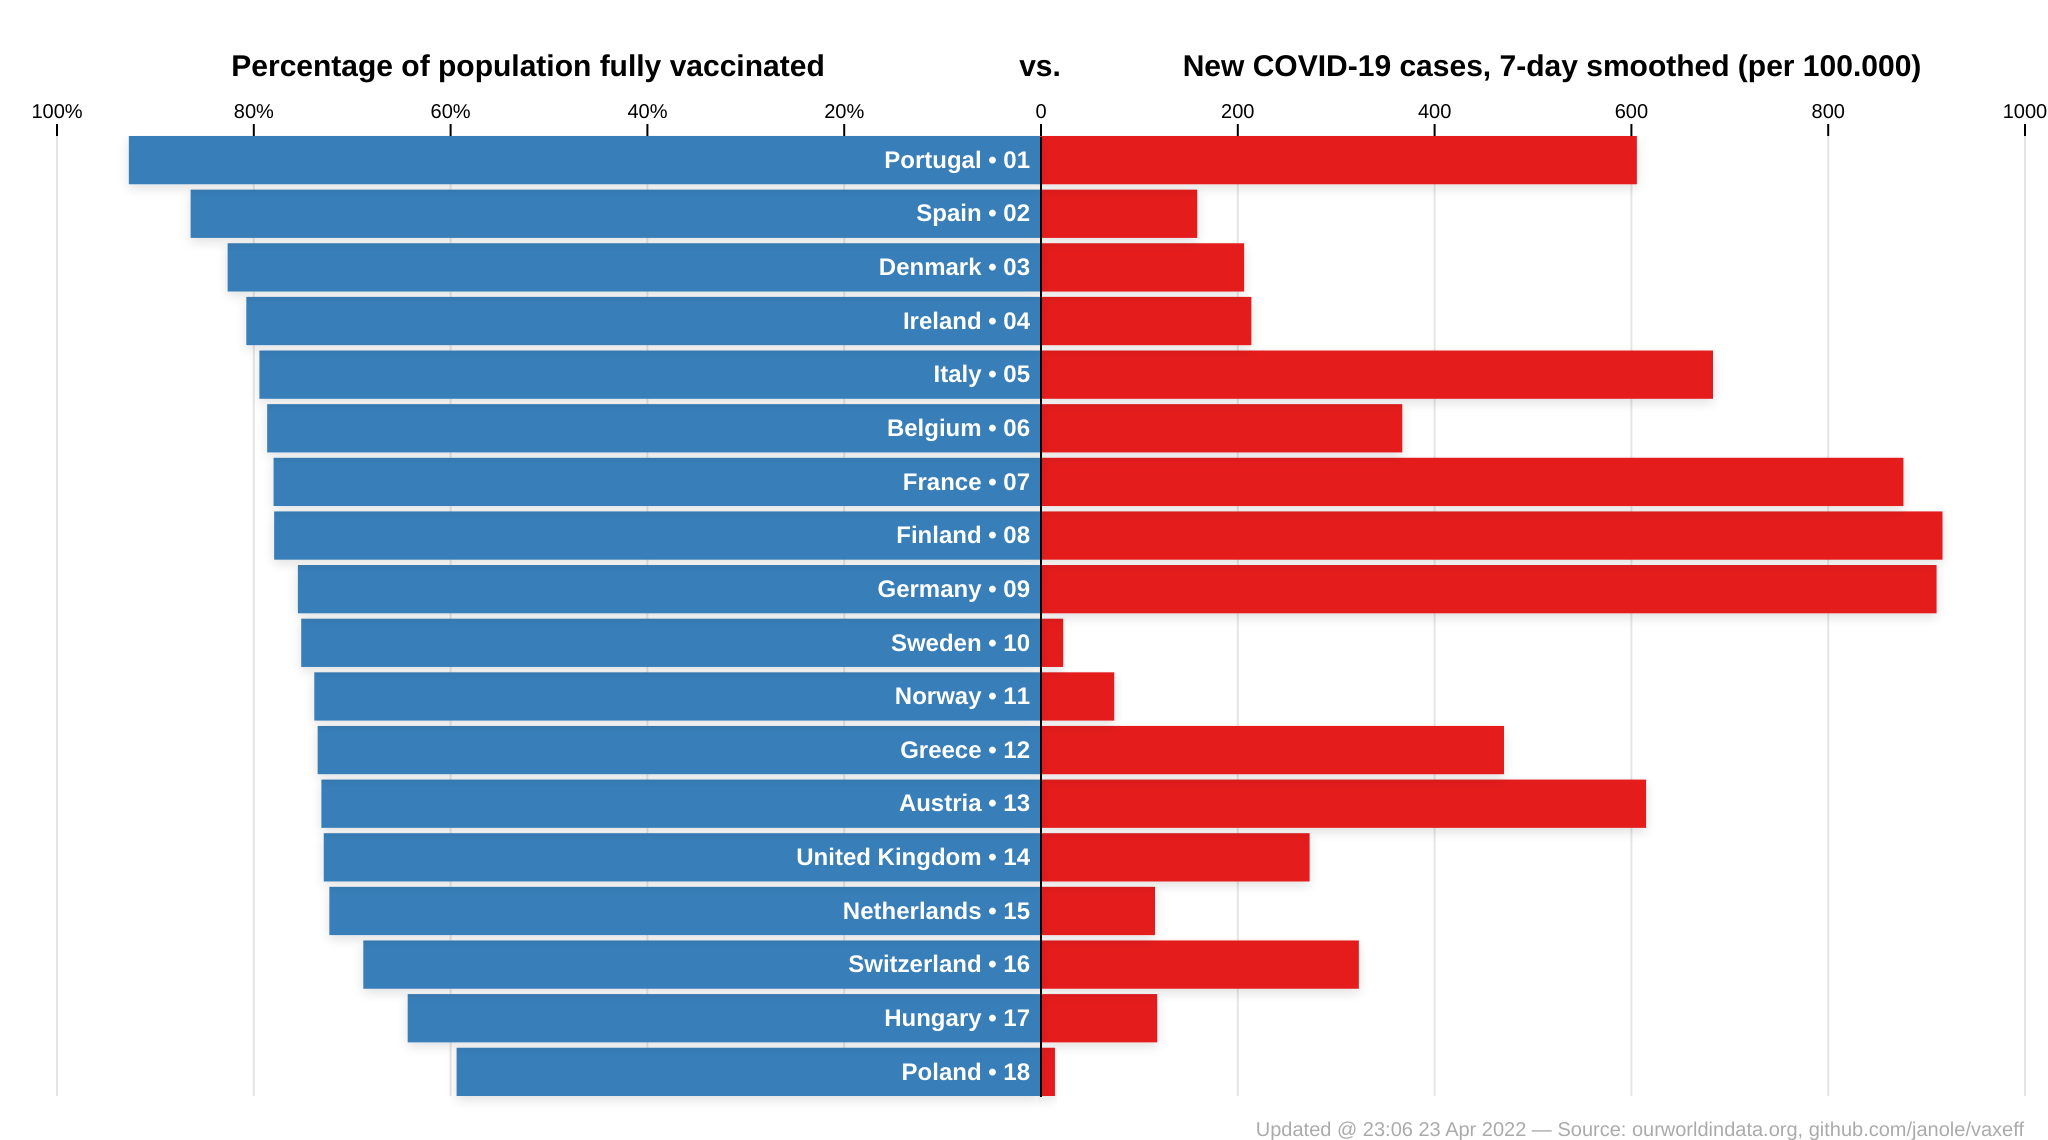 Percentage of population fully vaccinated vs. New COVID-19 cases, 7-day smoothed (per 100.000)
100% 80% 60% 40% 20% 0 200 400 600 800 1000
Portugal • 01
Spain • 02
Denmark • 03
Ireland • 04
Italy • 05
Belgium • 06
France • 07
Finland • 08
Germany • 09
Sweden • 10
Norway • 11
Greece • 12
Austria • 13
United Kingdom • 14
Netherlands • 15
Switzerland • 16
Hungary • 17
Poland • 18
Updated @ 23:06 23 Apr 2022 — Source: ourworldindata.org, github.com/janole/vaxeff